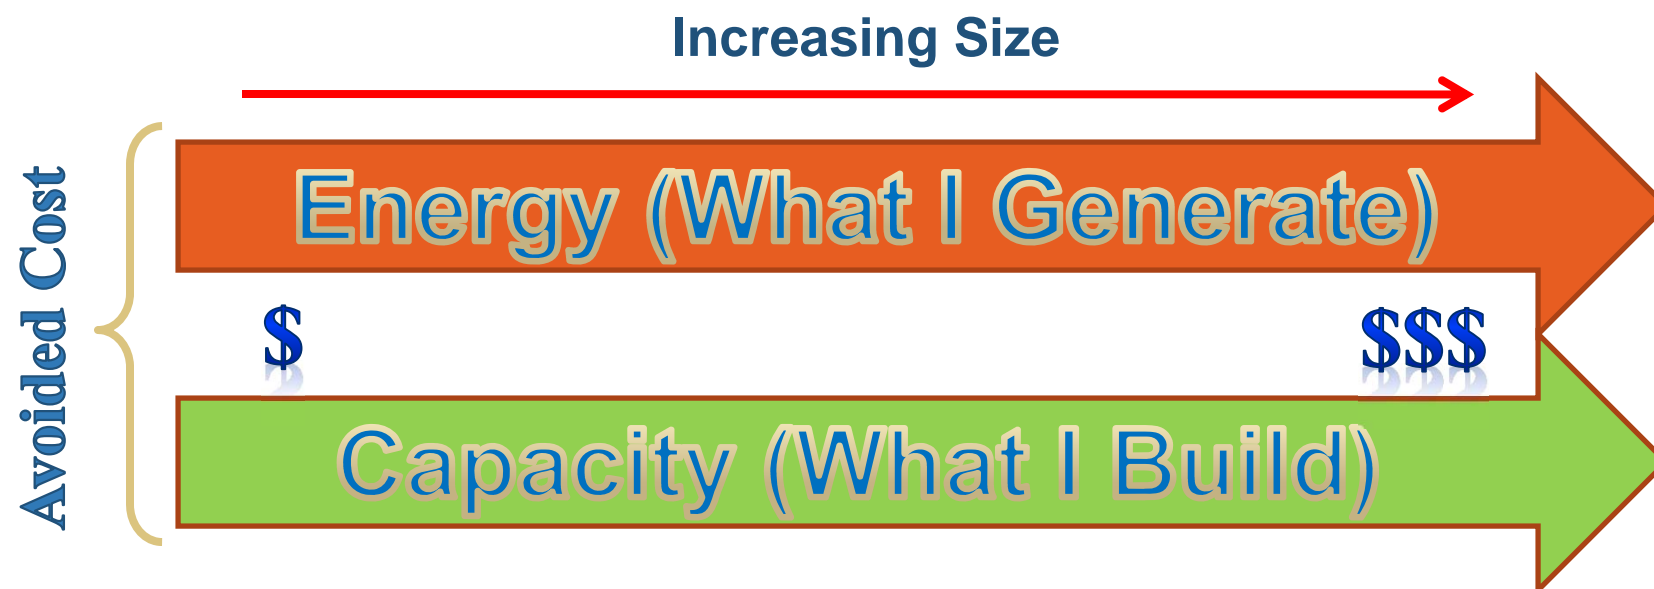 Increasing Size
Avoided Cost
Energy (What I Generate)
$
$$$
Capacity (What I Build)